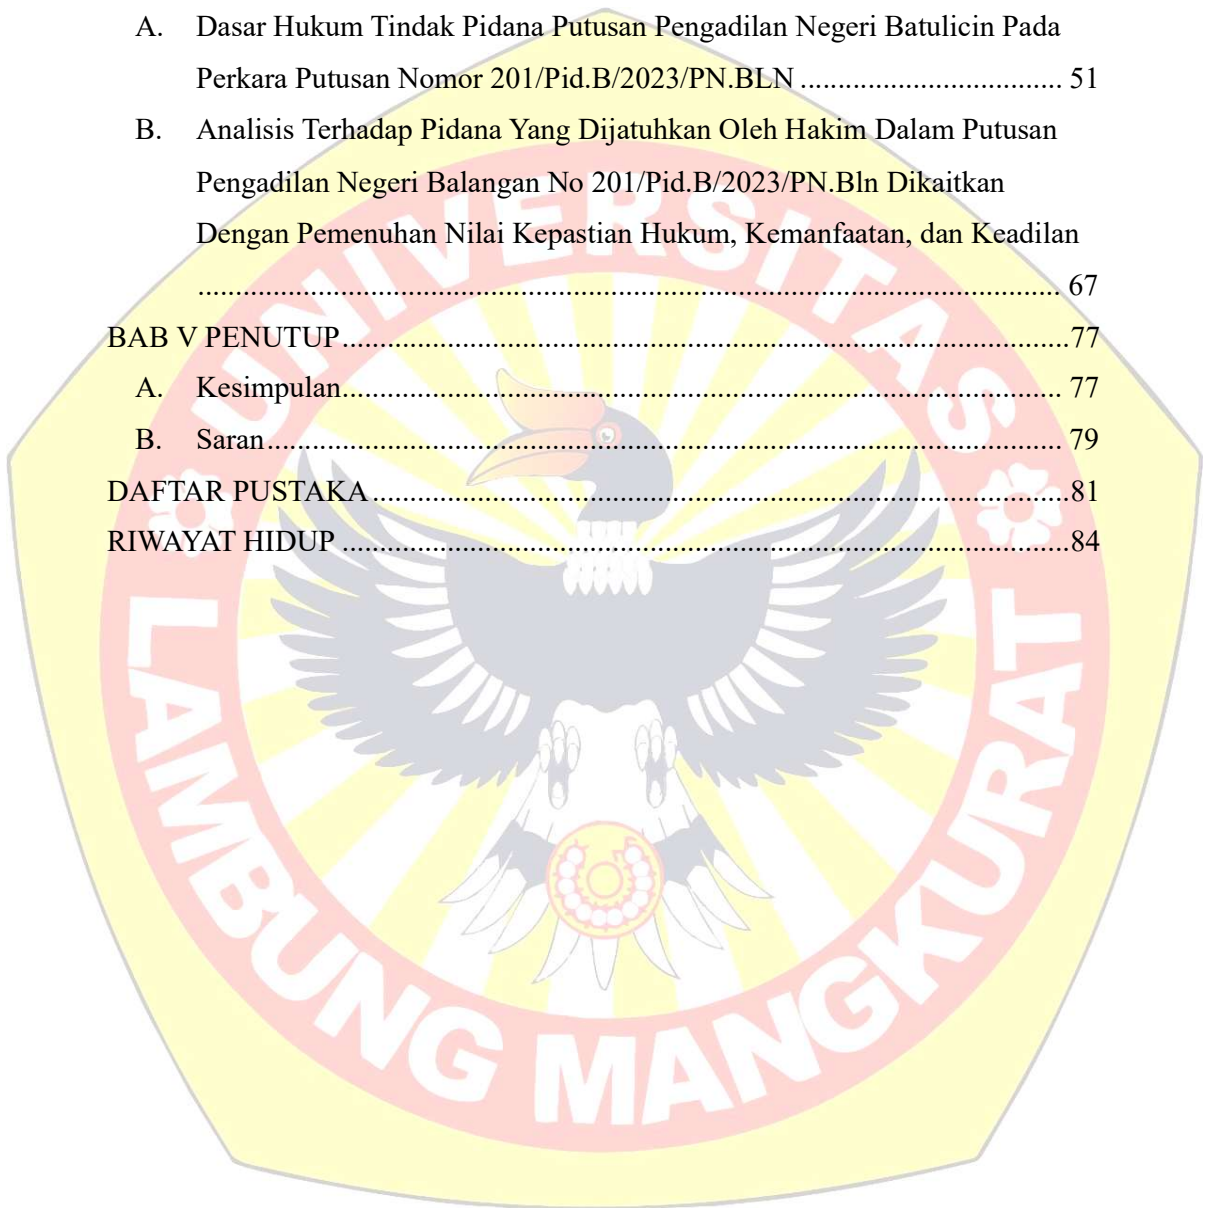 A. Dasar Hukum Tindak Pidana Putusan Pengadilan Negeri Batulicin Pada
Perkara Putusan Nomor 201/Pid.B/2023/PN.BLN ................................. 51
B. Analisis Terhadap Pidana Yang Dijatuhkan Oleh Hakim Dalam Putusan
Pengadilan Negeri Balangan No 201/Pid.B/2023/PN.Bln Dikaitkan
Dengan Pemenuhan Nilai Kepastian Hukum, Kemanfaatan, dan Keadilan
............................................................................................................. 67
BAB V PENUTUP............................................................................................77
A. Kesimpulan........................................................................................... 77
B. Saran..................................................................................................... 79
DAFTAR PUSTAKA........................................................................................81
RIWAYAT HIDUP ............................................................................................84
UNIVERSITAS
LAMBUNG MANGKURAT